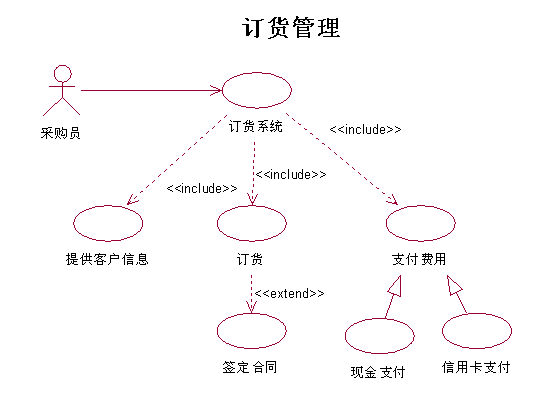 订货管理
采购员
订货系统
<<include>>
<<include>>
<<include>>
提供客户信息
订货
支付费用
<<extend>>
签定合同
现金支付
信用卡支付